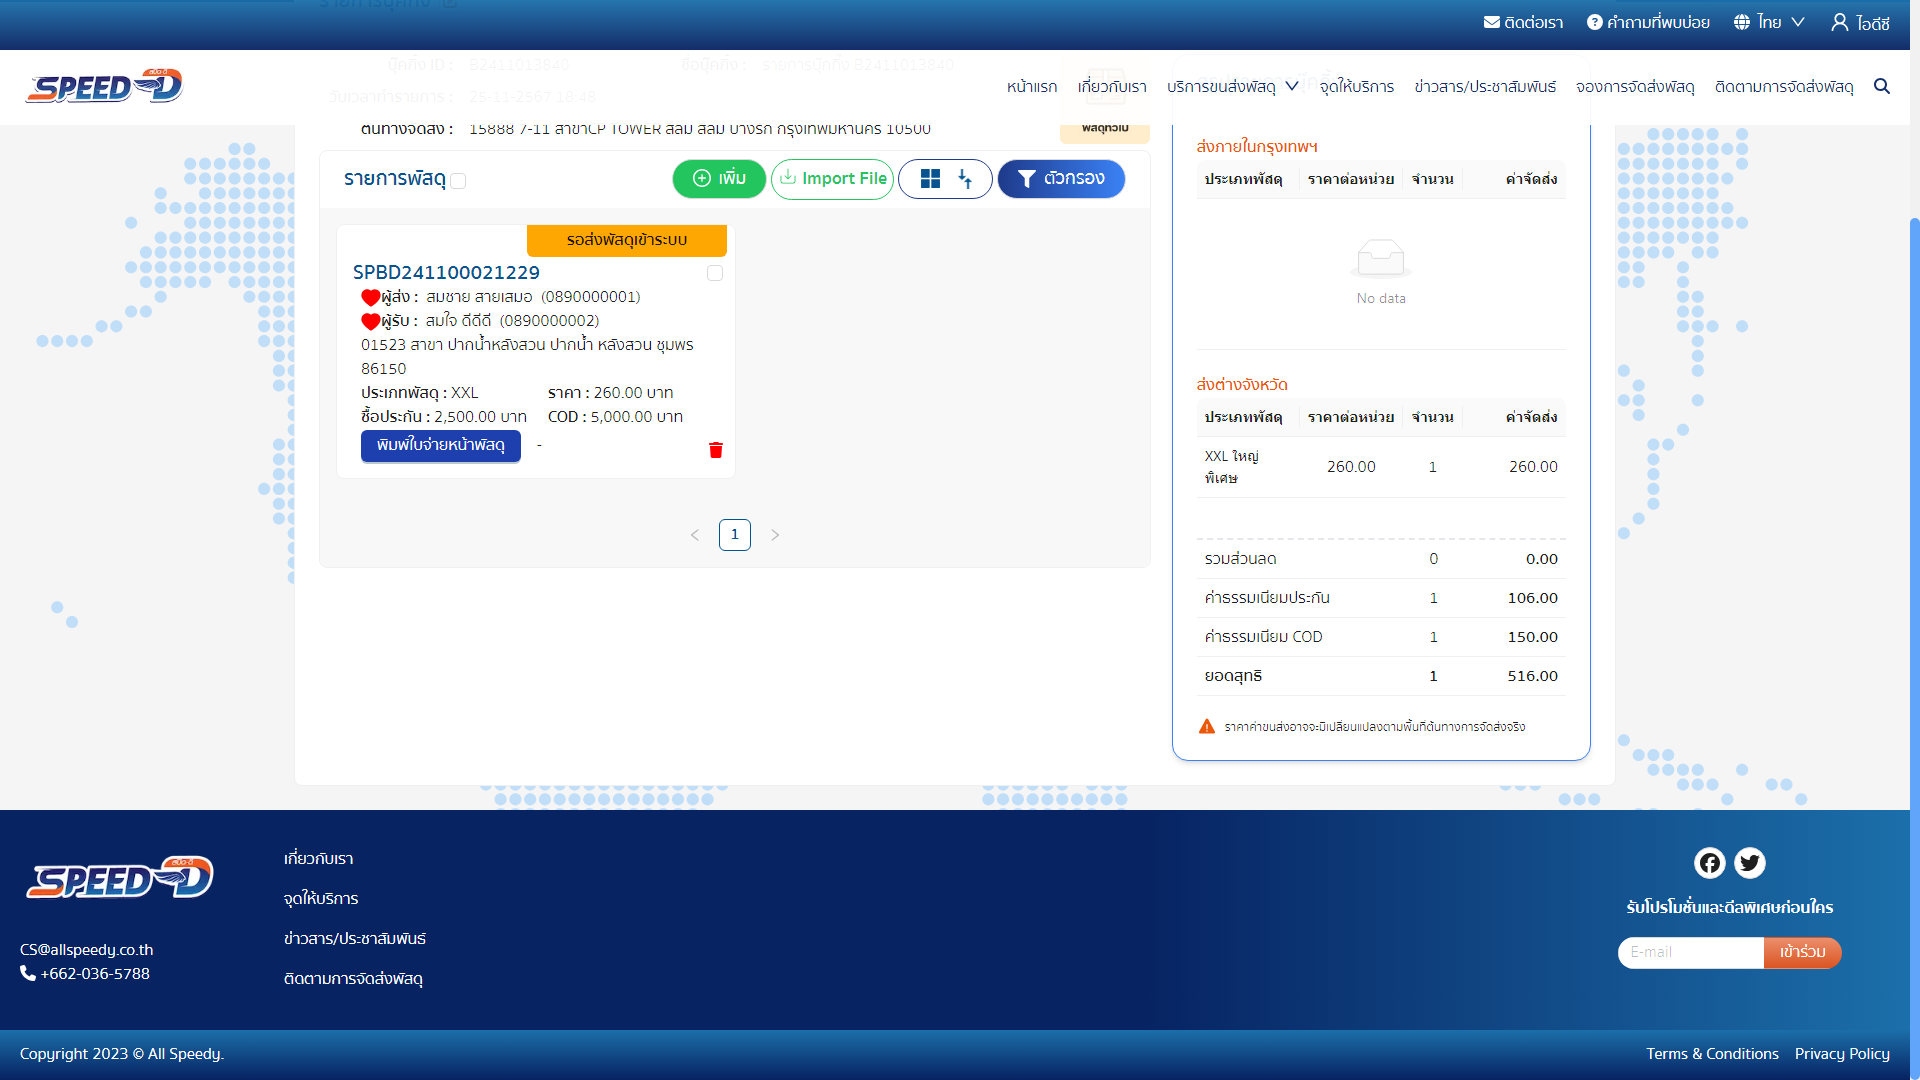 ติดต่อเรา
คำถามที่พบบ่อย
ไทย
ไอดีซี
SPEED-D
หน้าแรก
เกี่ยวกับเรา
บริการขนส่งพัสดุ
จุดให้บริการ
ข่าวสาร/ประชาสัมพันธ์
จองการจัดส่งพัสดุ
ติดตามการจัดส่งพัสดุ
บุ๊คกิ้ง ID : B2411013840
ชื่อบุ๊คกิ้ง : รายการบุ๊กกิ้ง B2411013840
วันเวลาทำรายการ : 25-11-2567 18:48
ต้นทางจัดส่ง : 15888 7-11 สาขาCP TOWER สีลม สีลม บางรัก กรุงเทพมหานคร 10500
พัสดุทั่วไป
รายการพัสดุ
เพิ่ม
Import File
ตัวกรอง
รอส่งพัสดุเข้าระบบ
SPBD241100021229
ผู้ส่ง : สมชาย สายเสมอ (0890000001)
ผู้รับ : สมใจ ดีดีดี (0890000002)
01523 สาขา ปากน้ำหลังสวน ปากน้ำ หลังสวน ชุมพร
86150
ประเภทพัสดุ : XXL ราคา : 260.00 บาท
ซื้อประกัน : 2,500.00 บาท COD : 5,000.00 บาท
พิมพ์ใบจ่ายหน้าพัสดุ -
1
ส่งภายในกรุงเทพฯ
ประเภทพัสดุ ราคาต่อหน่วย จำนวน ค่าจัดส่ง
No data
ส่งต่างจังหวัด
ประเภทพัสดุ ราคาต่อหน่วย จำนวน ค่าจัดส่ง
XXL ใหญ่
พิเศษ
260.00 1 260.00
รวมส่วนลด 0 0.00
ค่าธรรมเนียมประกัน 1 106.00
ค่าธรรมเนียม COD 1 150.00
ยอดสุทธิ 1 516.00
ราคาค่าขนส่งอาจจะมีเปลี่ยนแปลงตามพื้นที่ต้นทางการจัดส่งจริง
SPEED-D
CS@allspeedy.co.th
+662-036-5788
เกี่ยวกับเรา
จุดให้บริการ
ข่าวสาร/ประชาสัมพันธ์
ติดตามการจัดส่งพัสดุ
รับโปรโมชั่นและดีลพิเศษก่อนใคร
E-mail
เข้าร่วม
Copyright 2023 © All Speedy.
Terms & Conditions
Privacy Policy